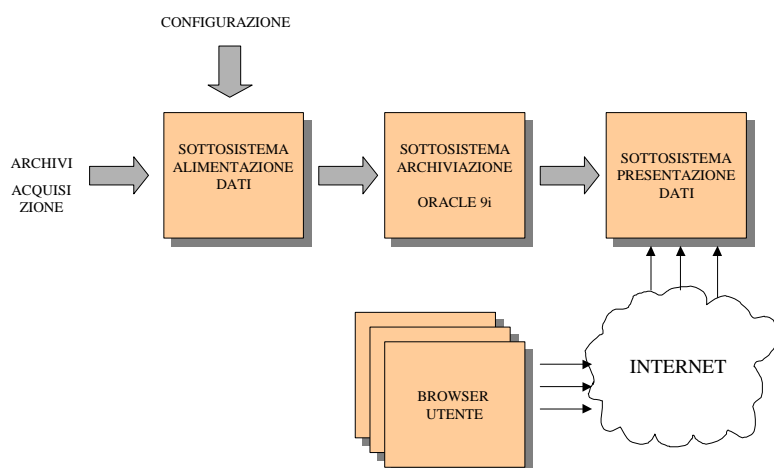 CONFIGURAZIONE
ARCHIVI
ACQUISI
ZIONE
SOTTOSISTEMA
ALIMENTAZIONE
DATI
SOTTOSISTEMA
ARCHIVIAZIONE
ORACLE 9i
SOTTOSISTEMA
PRESENTAZIONE
DATI
INTERNET
BROWSER
UTENTE